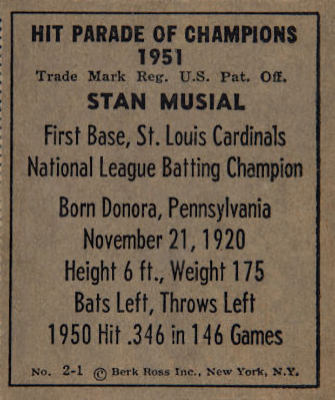 HIT PARADE OF CHAMPIONS
1951
Trade Mark Reg. U.S. Pat. Off.
STAN MUSIAL
First Base, St. Louis Cardinals
National League Batting Champion
Born Donora, Pennsylvania
November 21, 1920
Height 6 ft., Weight 175
Bats Left, Throws Left
1950 Hit .346 in 146 Games
No. 2-1 © Berk Ross Inc., New York, N.Y.